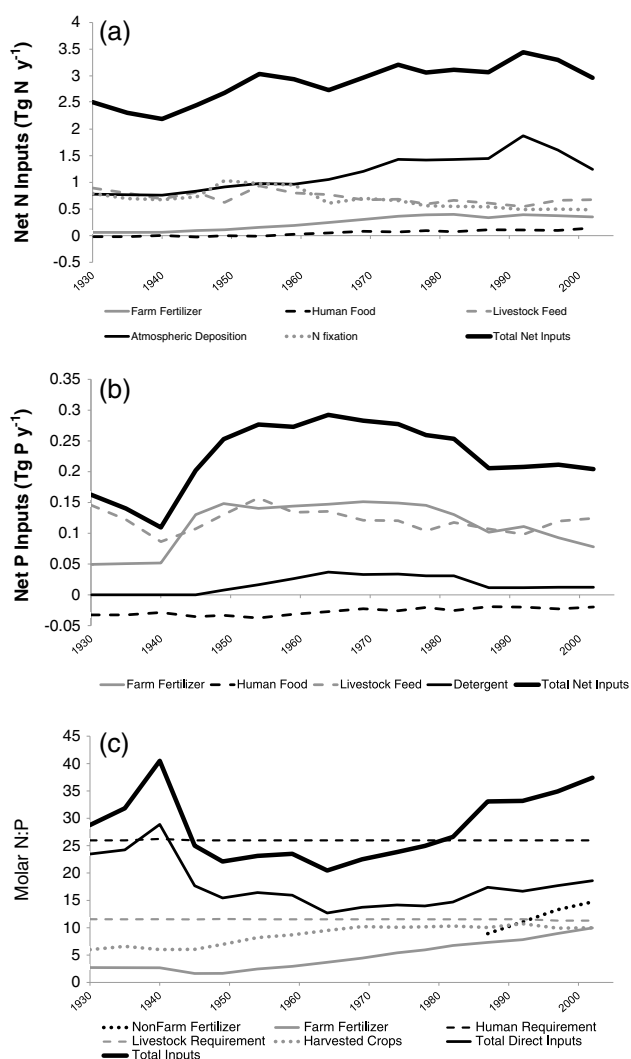 (a)
Net N Inputs (Tg N y-1)
4
3.5
3
2.5
2
1.5
1
0.5
0
-0.5
1930 1940 1950 1960 1970 1980 1990 2000
Farm Fertilizer Human Food Livestock Feed
Atmospheric Deposition N fixation Total Net Inputs
(b)
Net P Inputs (Tg P y-1)
0.35
0.3
0.25
0.2
0.15
0.1
0.05
0
-0.05
1930 1940 1950 1960 1970 1980 1990 2000
Farm Fertilizer Human Food Livestock Feed Detergent Total Net Inputs
(c)
Molar N:P
45
40
35
30
25
20
15
10
5
0
1930 1940 1950 1960 1970 1980 1990 2000
NonFarm Fertilizer Farm Fertilizer Human Requirement
Livestock Requirement Harvested Crops Total Direct Inputs
Total Inputs